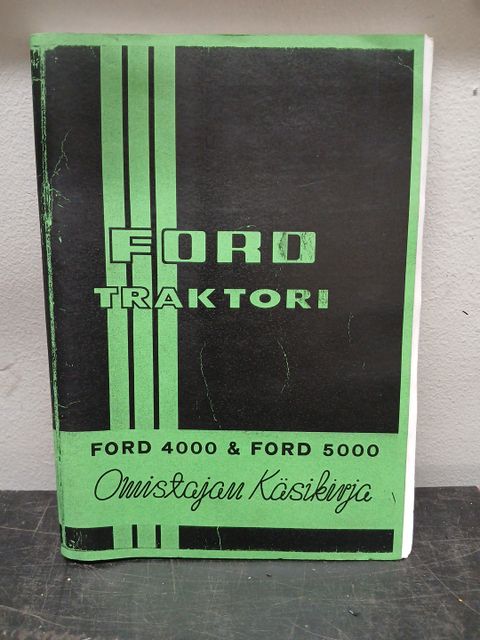 FORD
TRAKTORI
FORD 4000 & FORD 5000
Omistajan Käsikirja